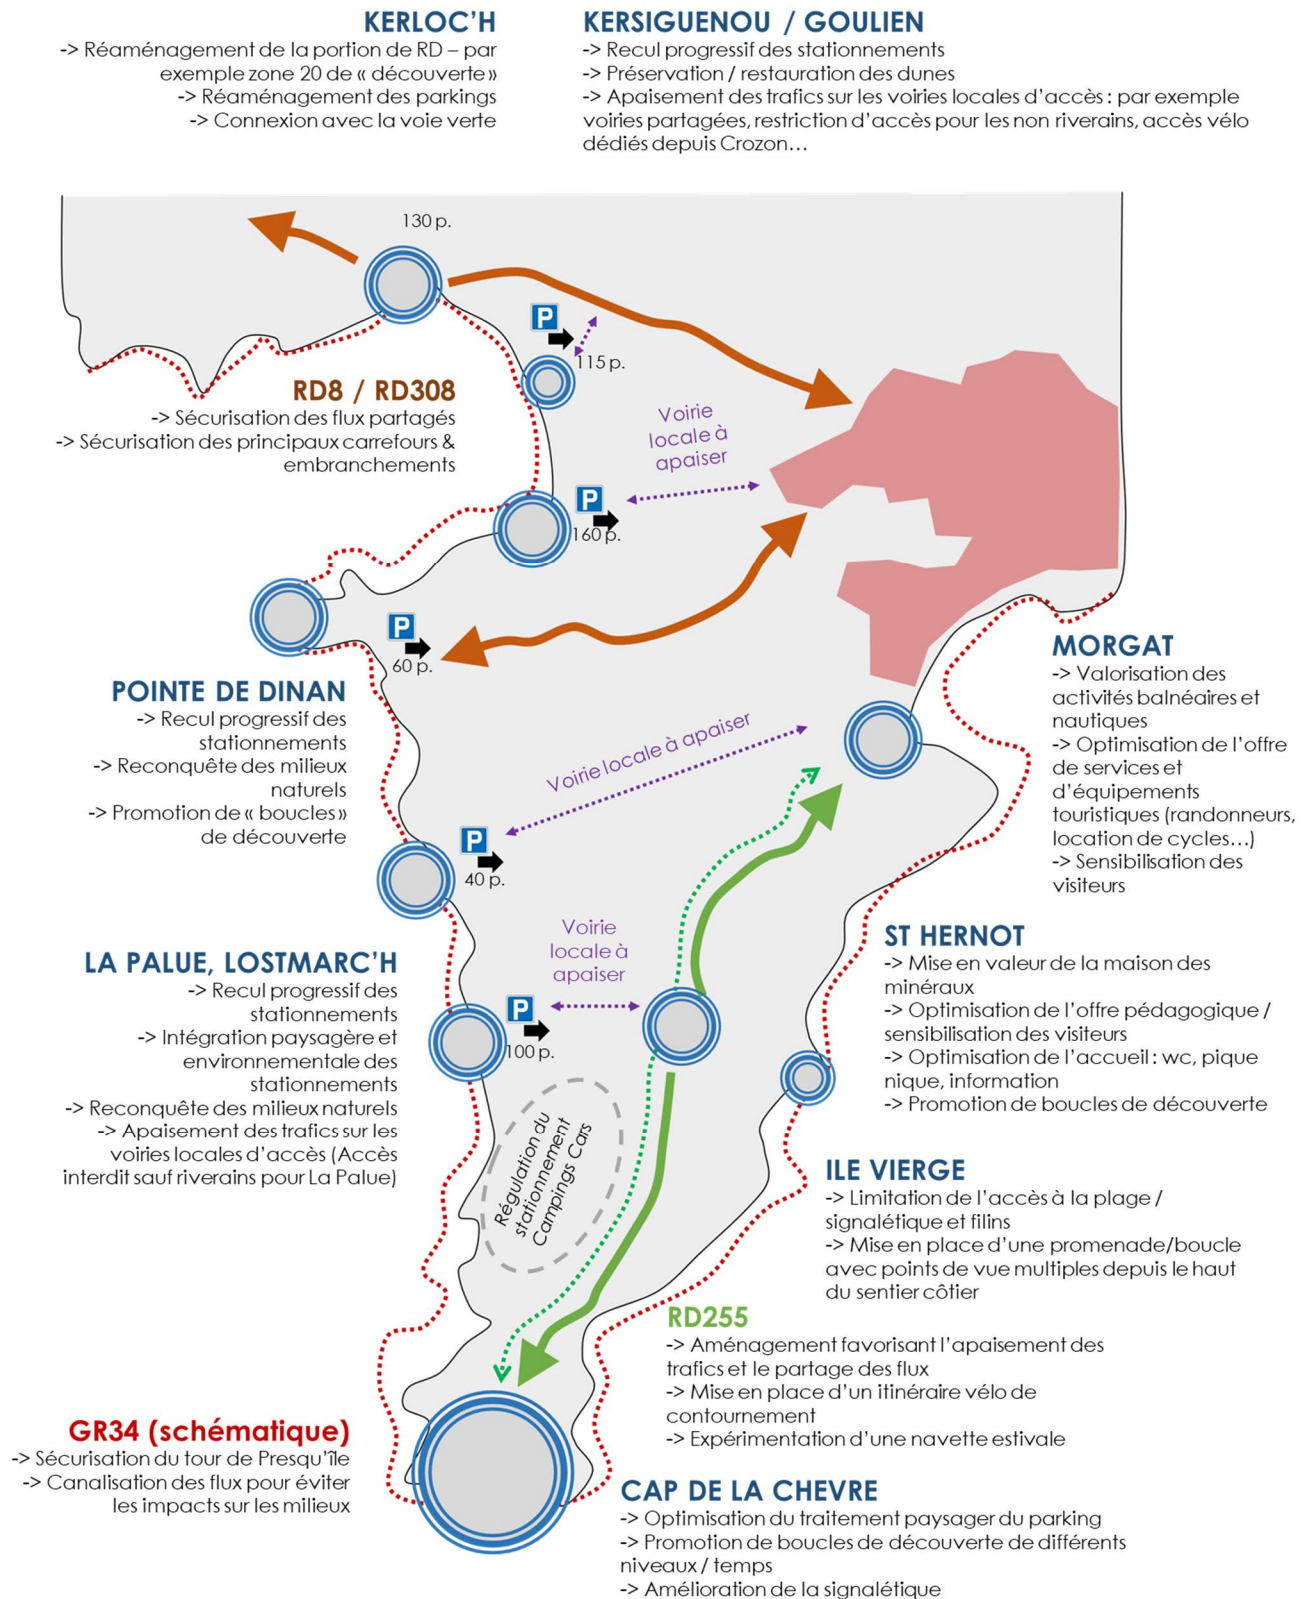 KERLOC'H
-> Réaménagement de la portion de RD – par
exemple zone 20 de « découverte »
-> Réaménagement des parkings
-> Connexion avec la voie verte
KERSIGUENOU / GOULIEN
-> Recul progressif des stationnements
-> Préservation / restauration des dunes
-> Apaisement des trafics sur les voiries locales d'accès : par exemple
voiries partagées, restriction d'accès pour les non riverains, accès vélo
dédiés depuis Crozon…
130 p.
P
115 p.
RD8 / RD308
-> Sécurisation des flux partagés
-> Sécurisation des principaux carrefours &
embranchements
Voirie
locale à
apaiser
P
160 p.
P
60 p.
POINTE DE DINAN
-> Recul progressif des
stationnements
-> Reconquête des milieux
naturels
-> Promotion de « boucles »
de découverte
MORGAT
-> Valorisation des
activités balnéaires et
nautiques
-> Optimisation de l'offre
de services et
d'équipements
touristiques (randonneurs,
location de cycles…)
-> Sensibilisation des
visiteurs
Voirie locale à apaiser
P
40 p.
LA PALUE, LOSTMARC'H
-> Recul progressif des
stationnements
-> Intégration paysagère et
environnementale des
stationnements
-> Reconquête des milieux naturels
-> Apaisement des trafics sur les
voiries locales d'accès (Accès
interdit sauf riverains pour La Palue)
Voirie
locale à
apaiser
P
100 p.
ST HERNOT
-> Mise en valeur de la maison des
minéraux
-> Optimisation de l'offre pédagogique /
sensibilisation des visiteurs
-> Optimisation de l'accueil : wc, pique
nique, information
-> Promotion de boucles de découverte
Régulation du
stationnement
Campings Cars
ILE VIERGE
-> Limitation de l'accès à la plage /
signalétique et filins
-> Mise en place d'une promenade/boucle
avec points de vue multiples depuis le haut
du sentier côtier
RD255
-> Aménagement favorisant l'apaisement des
trafics et le partage des flux
-> Mise en place d'un itinéraire vélo de
contournement
-> Expérimentation d'une navette estivale
GR34 (schématique)
-> Sécurisation du tour de Presqu'île
-> Canalisation des flux pour éviter
les impacts sur les milieux
CAP DE LA CHEVRE
-> Optimisation du traitement paysager du parking
-> Promotion de boucles de découverte de différents
niveaux / temps
-> Amélioration de la signalétique